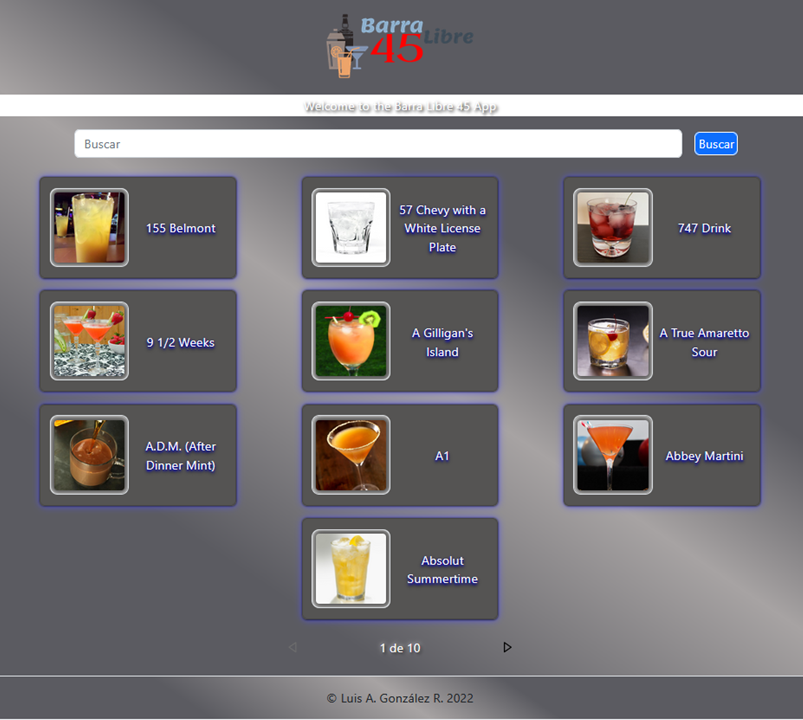 Barra
45 Libre
Welcome to the Barra Libre 45 App
Buscar
Buscar
155 Belmont
57 Chevy with a
White License
Plate
747 Drink
9 1/2 Weeks
A Gilligan's
Island
A True Amaretto
Sour
A.D.M. (After
Dinner Mint)
A1
Abbey Martini
Absolut
Summertime
1 de 10
© Luis A. González R. 2022